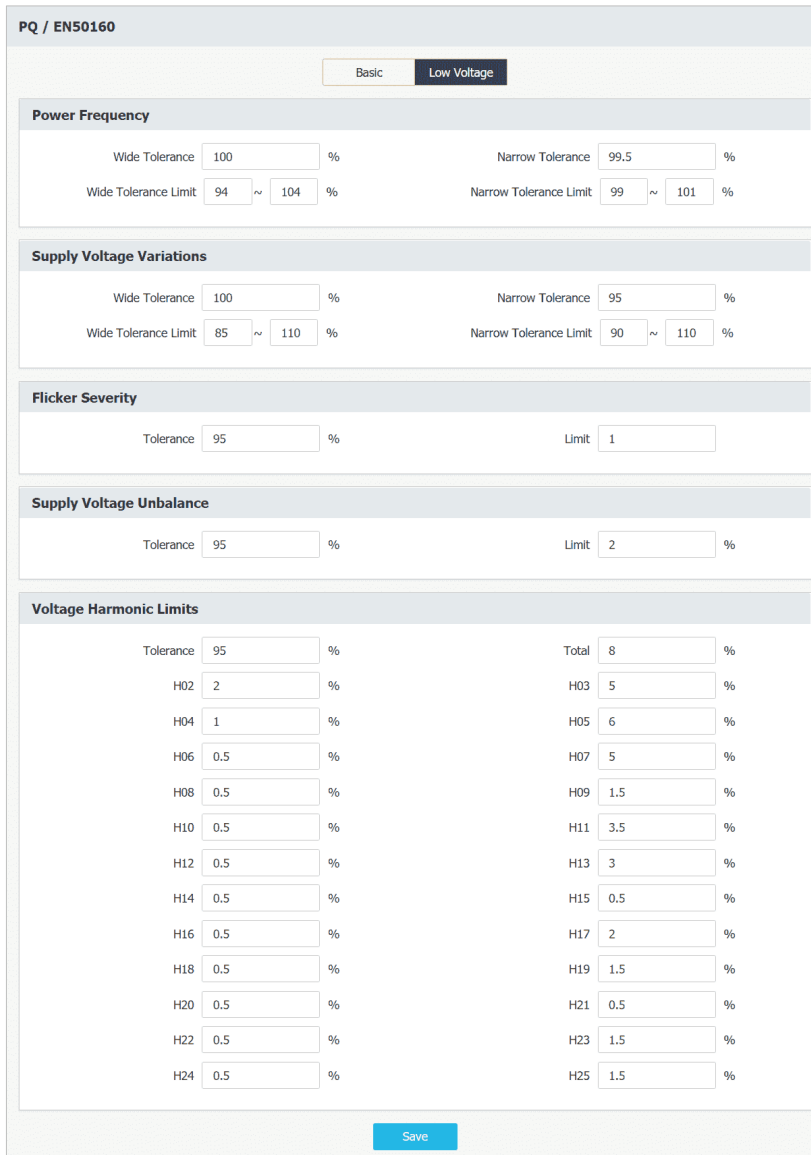 PQ / EN50160
Basic Low Voltage
Power Frequency
Wide Tolerance 100 % Narrow Tolerance 99.5 %
Wide Tolerance Limit 94 ~ 104 % Narrow Tolerance Limit 99 ~ 101 %
Supply Voltage Variations
Wide Tolerance 100 % Narrow Tolerance 95 %
Wide Tolerance Limit 85 ~ 110 % Narrow Tolerance Limit 90 ~ 110 %
Flicker Severity
Tolerance 95 % Limit 1
Supply Voltage Unbalance
Tolerance 95 % Limit 2 %
Voltage Harmonic Limits
Tolerance 95 % Total 8 %
H02 2 % H03 5 %
H04 1 % H05 6 %
H06 0.5 % H07 5 %
H08 0.5 % H09 1.5 %
H10 0.5 % H11 3.5 %
H12 0.5 % H13 3 %
H14 0.5 % H15 0.5 %
H16 0.5 % H17 2 %
H18 0.5 % H19 1.5 %
H20 0.5 % H21 0.5 %
H22 0.5 % H23 1.5 %
H24 0.5 % H25 1.5 %
Save